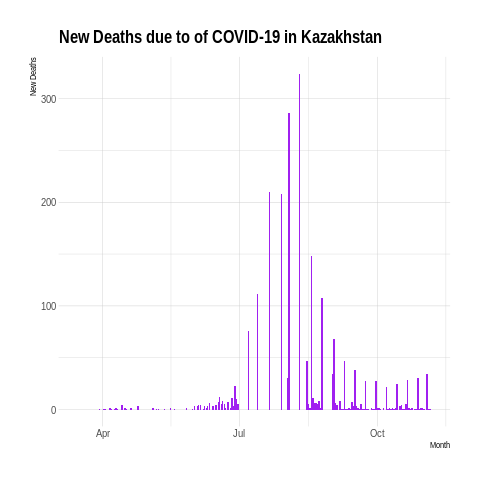 New Deaths due to of COVID-19 in Kazakhstan
New Deaths
300
200
100
0
Apr Jul Oct
Month